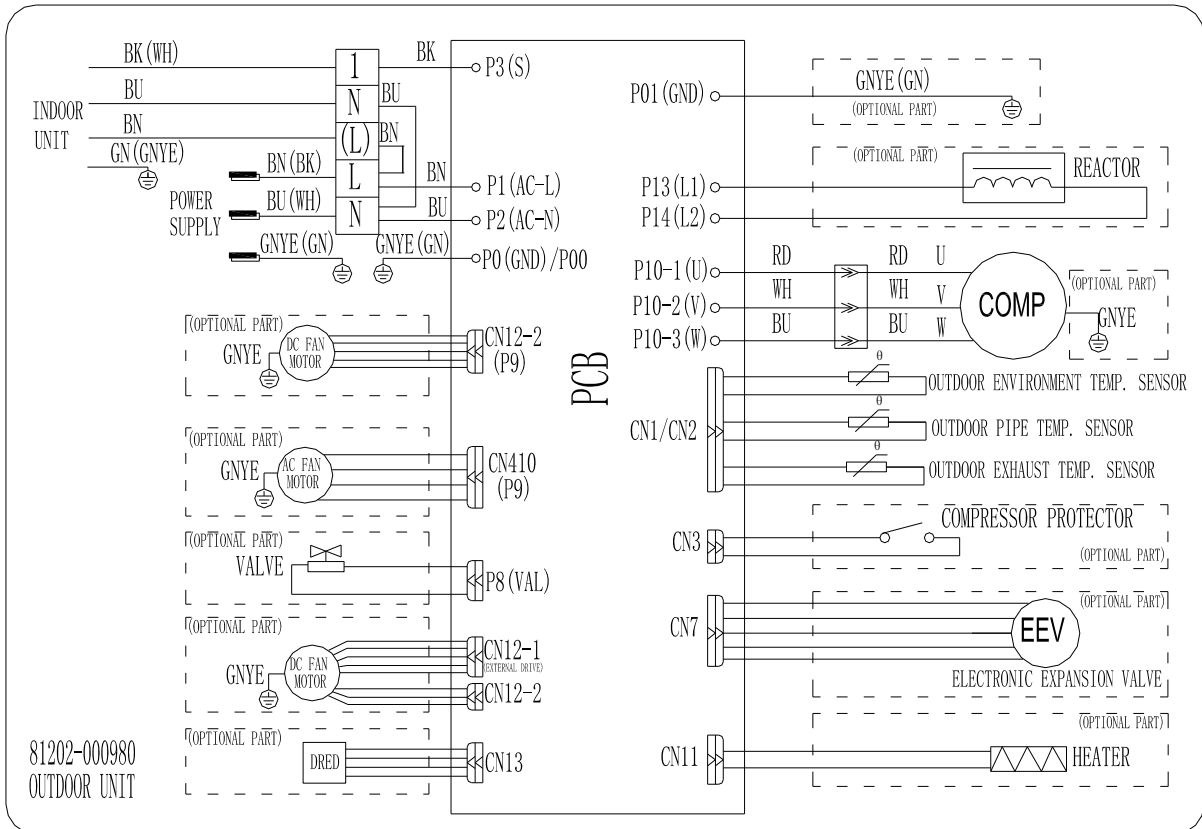 BK(WH)
BU
INDOOR
UNIT
BN
GN(GNYE)
BN(BK)
POWER
SUPPLY
BU(WH)
GNYE(GN)
1
N
(L)
L
N
BK
BU
BN
BN
BU
GNYE(GN)
P3(S)
P1(AC-L)
P2(AC-N)
P0(GND)/P00
(OPTIONAL PART)
GNYE
DC FAN
MOTOR
CN12-2
(P9)
(OPTIONAL PART)
GNYE
AC FAN
MOTOR
CN410
(P9)
(OPTIONAL PART)
VALVE
P8(VAL)
(OPTIONAL PART)
GNYE
DC FAN
MOTOR
CN12-1
(EXTERNAL DRIVE)
CN12-2
(OPTIONAL PART)
DRED
CN13
81202-000980
OUTDOOR UNIT
PCB
P01(GND)
GNYE(GN)
(OPTIONAL PART)
(OPTIONAL PART)
REACTOR
P13(L1)
P14(L2)
P10-1(U)
RD
RD
U
P10-2(V)
WH
WH
V
P10-3(W)
BU
BU
W
COMP
(OPTIONAL PART)
GNYE
CN1/CN2
θ
OUTDOOR ENVIRONMENT TEMP. SENSOR
θ
OUTDOOR PIPE TEMP. SENSOR
θ
OUTDOOR EXHAUST TEMP. SENSOR
CN3
COMPRESSOR PROTECTOR
(OPTIONAL PART)
CN7
(OPTIONAL PART)
EEV
ELECTRONIC EXPANSION VALVE
(OPTIONAL PART)
CN11
HEATER